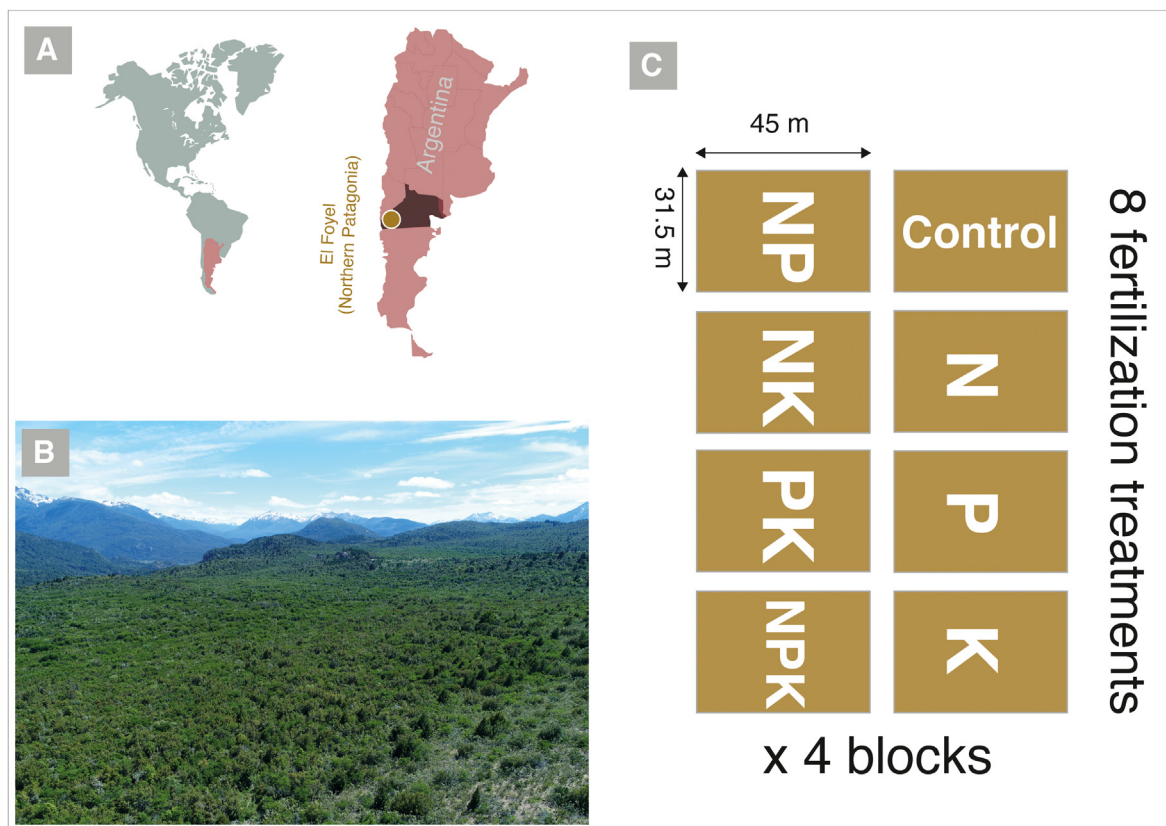 A
Argentina
El Foyel
(Northern Patagonia)
B
C
45 m
31.5 m
NP
Control
NK
N
PK
P
NPK
K
8 fertilization treatments
x 4 blocks